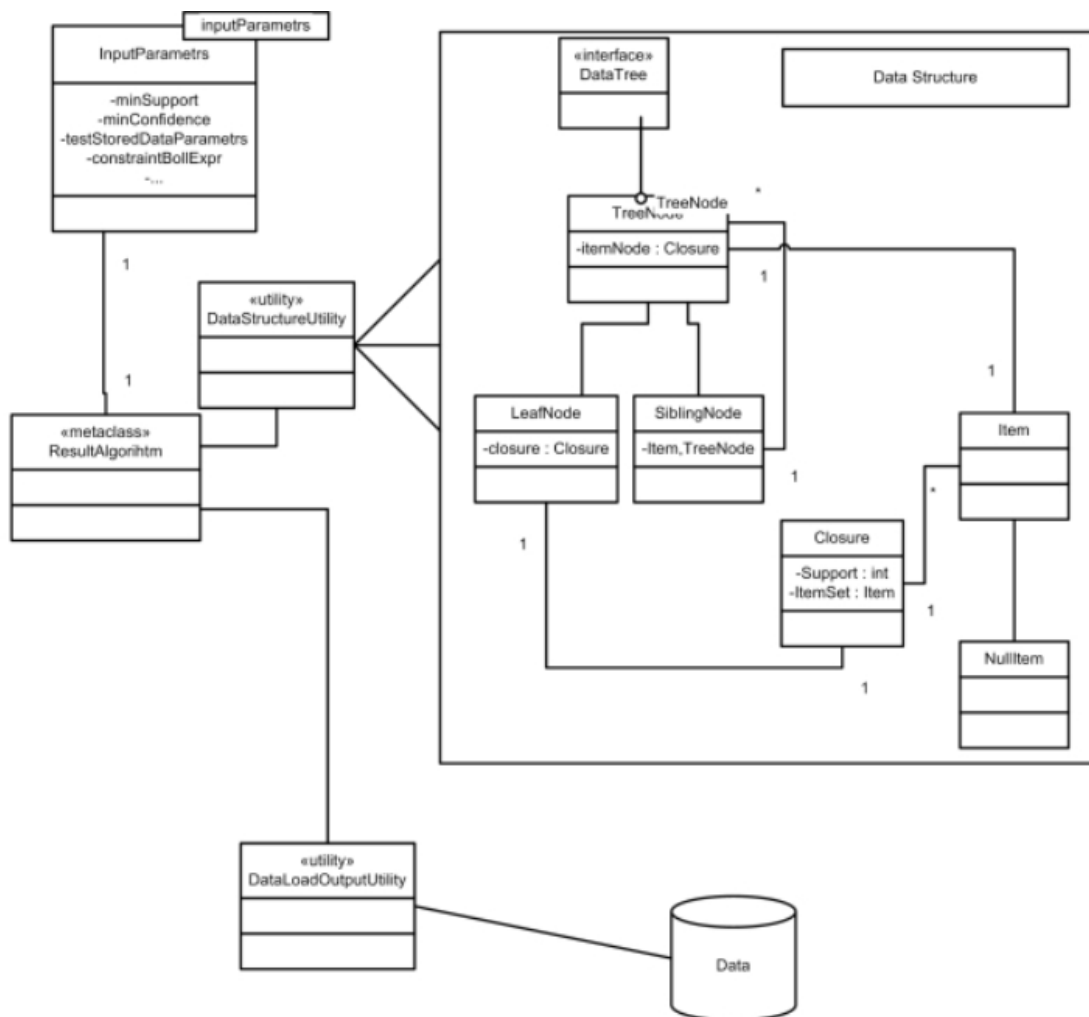 inputParametrs
InputParametrs
-minSupport
-minConfidence
-testStoredDataParametrs
-constraintBollExpr
-...
1
1
«utility»
DataStructureUtility
«metaclass»
ResultAlgorihtm
«interface»
DataTree
Data Structure
*
TreeNode
TreeNode
-itemNode : Closure
1
1
LeafNode
-closure : Closure
SiblingNode
-Item,TreeNode
1
Item
*
1
Closure
-Support : int
-ItemSet : Item
1
1
NullItem
«utility»
DataLoadOutputUtility
Data